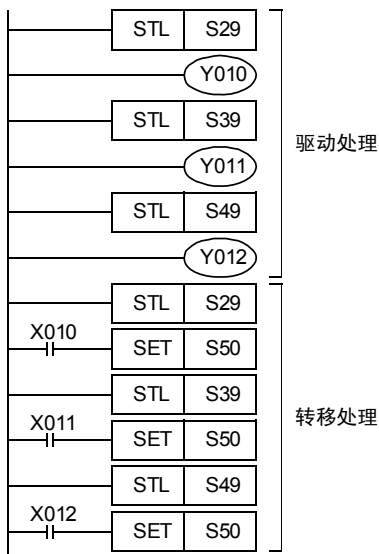 STL S29
Y010
STL S39
Y011
STL S49
Y012
驱动处理
STL S29
X010
SET S50
STL S39
X011
SET S50
STL S49
X012
SET S50
转移处理